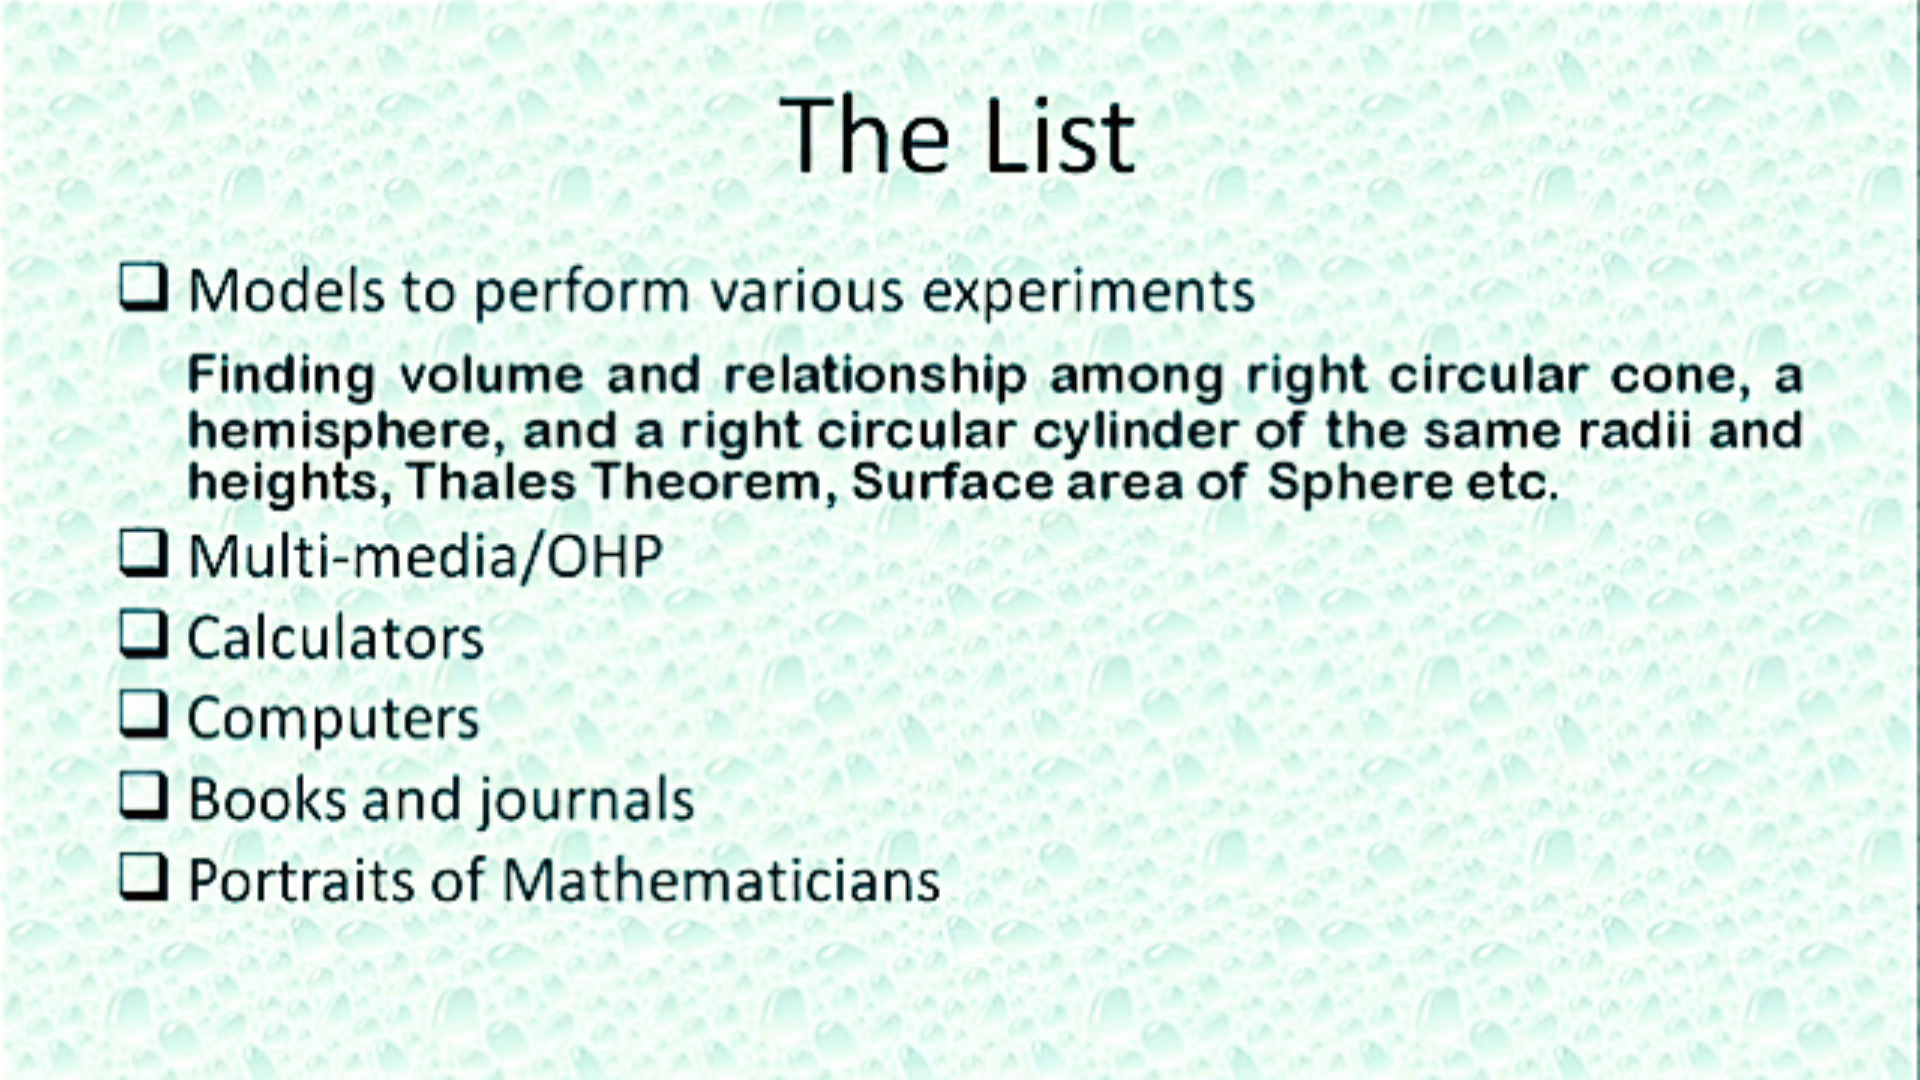 The List
Models to perform various experiments
Finding volume and relationship among right circular cone, a
hemisphere, and a right circular cylinder of the same radii and
heights, Thales Theorem, Surface area of Sphere etc.
Multi-media/OHP
Calculators
Computers
Books and journals
Portraits of Mathematicians